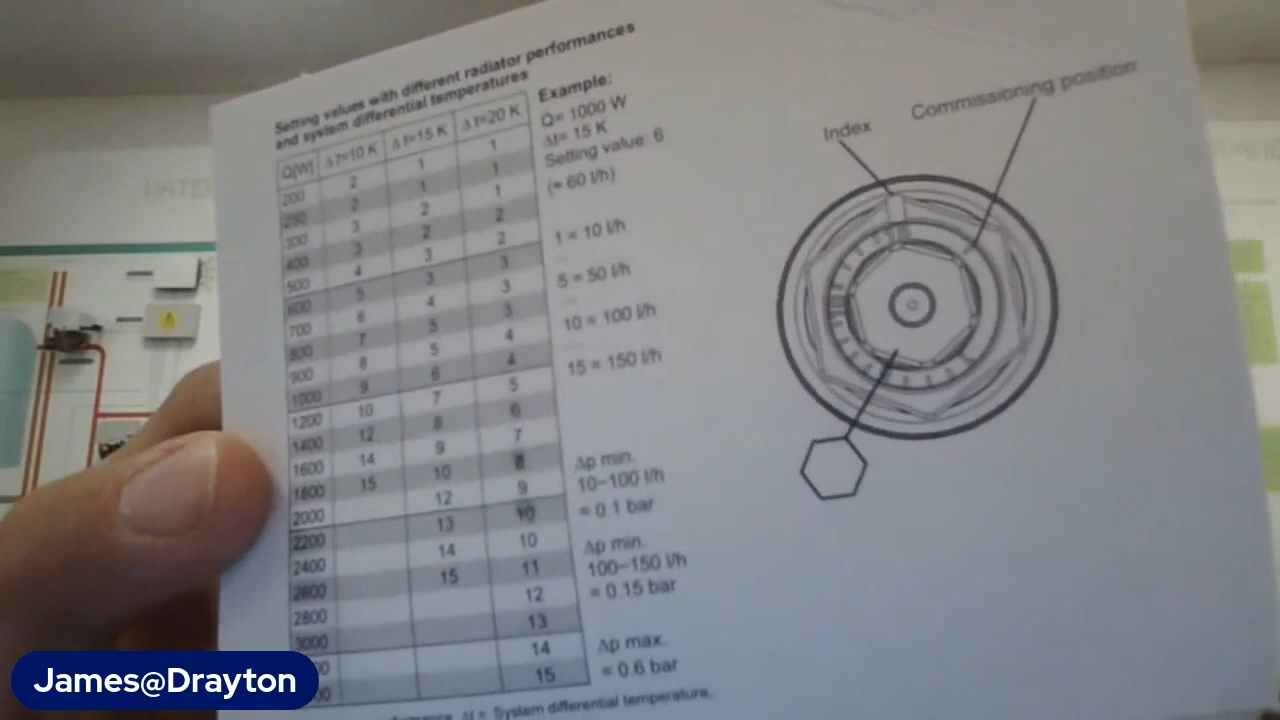 Setting values with different radiator performances
and system differential temperatures
Q[W] Δt=10 K Δt=15 K Δt=20 K
200 2 1 1
250 2 1 1
300 3 2 1
400 3 2 2
500 4 3 2
600 5 3 3
700 6 4 3
800 7 5 3
900 8 5 4
1000 9 6 4
1200 10 7 5
1400 12 8 6
1600 14 9 7
1800 15 10 8
2000 12 9
2200 13 10
2400 14 10
2600 15 11
2800 12
3000 13
14
15
Example:
Q= 1000 W
Δt= 15 K
Setting value: 6
(≈ 60 l/h)
1 = 10 l/h
5 = 50 l/h
10 = 100 l/h
15 = 150 l/h
Δp min.
10–100 l/h
= 0.1 bar
Δp min.
100–150 l/h
= 0.15 bar
Δp max.
= 0.6 bar
Δt = System differential temperature.
Index
Commissioning position
James@Drayton